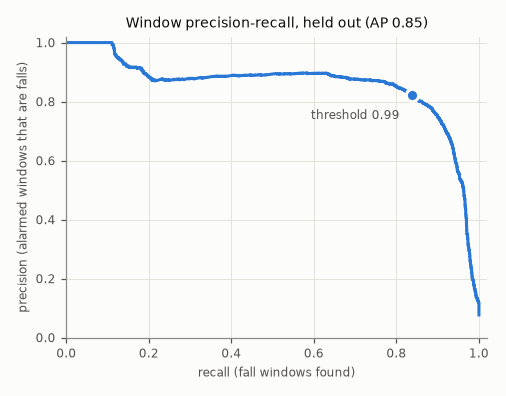 Window precision-recall, held out (AP 0.85)
precision (alarmed windows that are falls)
1.0
0.8
0.6
0.4
0.2
0.0
threshold 0.99
0.0 0.2 0.4 0.6 0.8 1.0
recall (fall windows found)